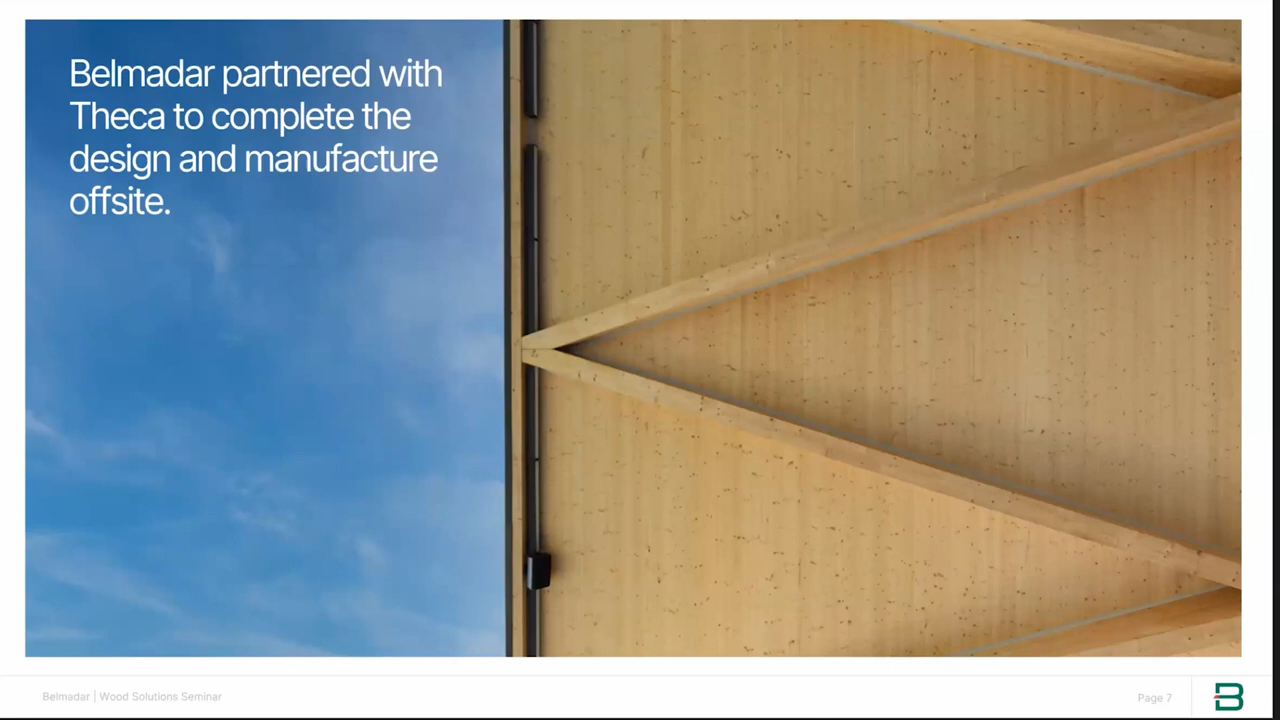 Belmadar partnered with
Theca to complete the
design and manufacture
offsite.
Belmadar | Wood Solutions Seminar
Page 7